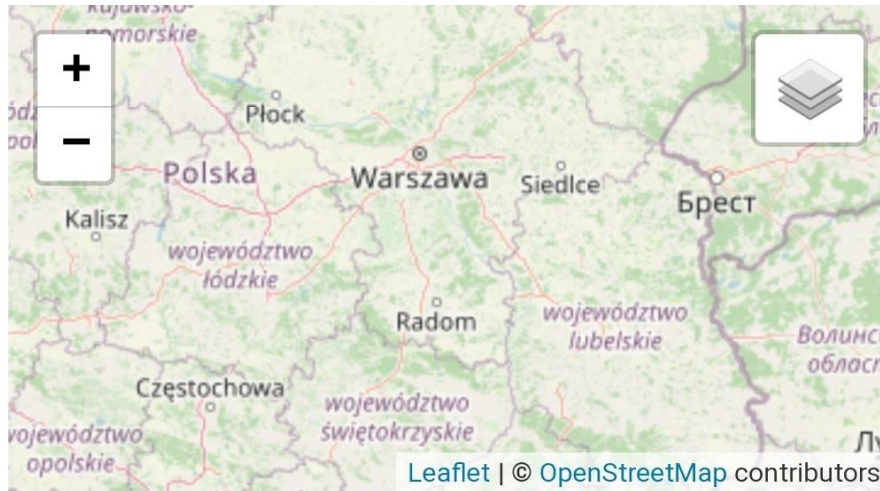 kujawsko-
pomorskie
+
−
Płock
Warszawa
Polska
Siedlce
Брест
Kalisz
województwo
łódzkie
Radom
województwo
lubelskie
Częstochowa
województwo
świętokrzyskie
województwo
opolskie
Leaflet | © OpenStreetMap contributors